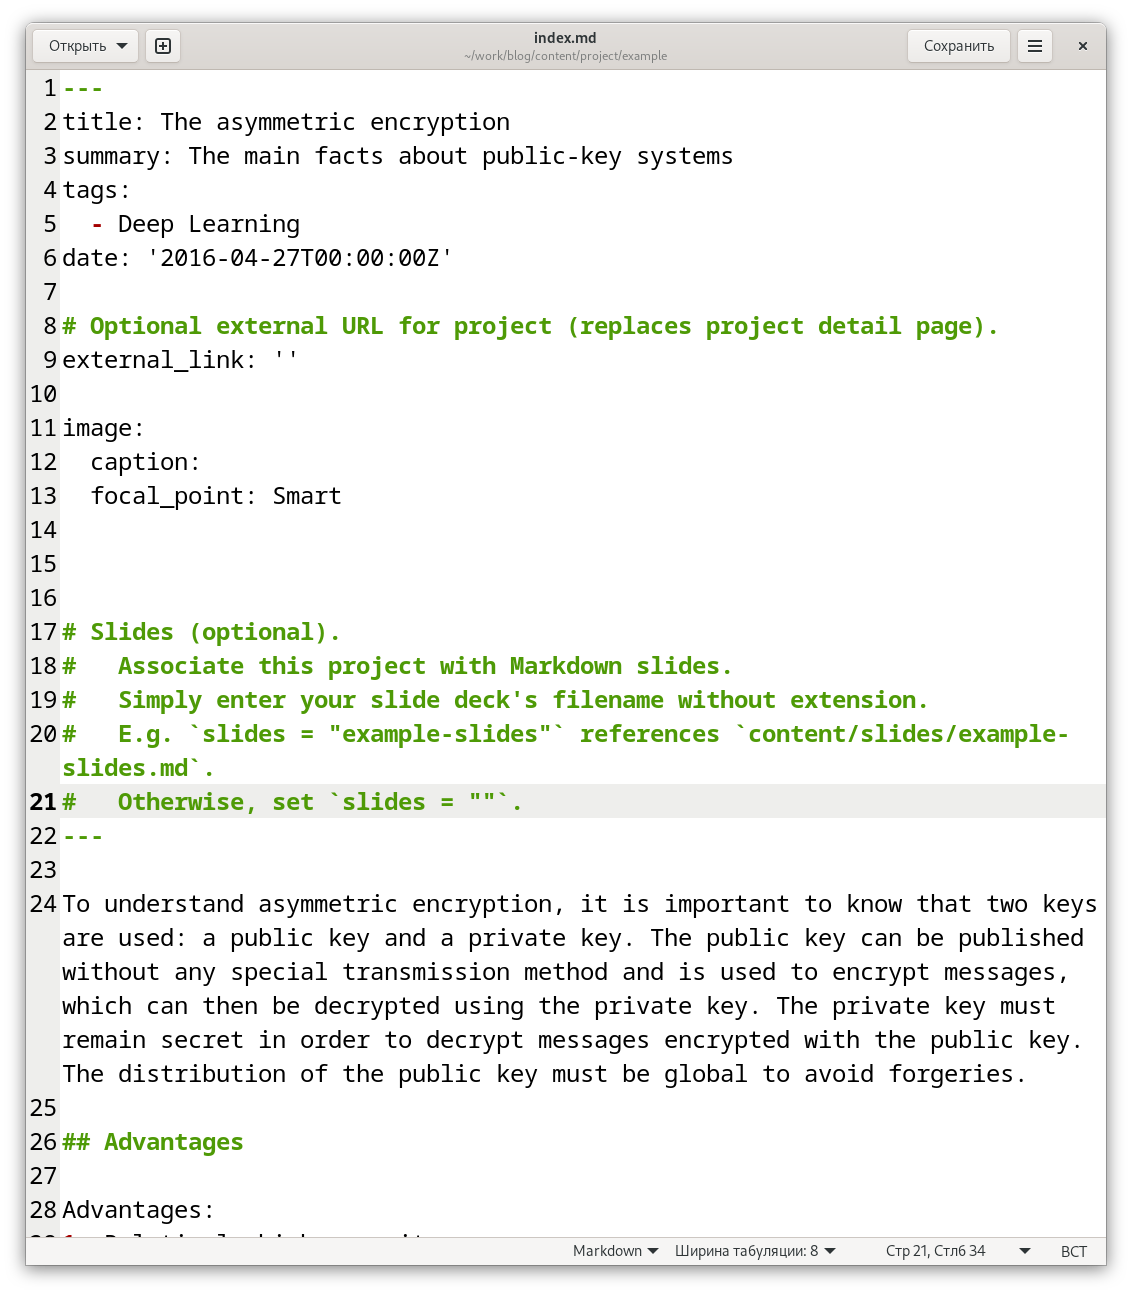 Открыть
index.md
~/work/blog/content/project/example
Сохранить
1 ---
2 title: The asymmetric encryption
3 summary: The main facts about public-key systems
4 tags:
5   - Deep Learning
6 date: '2016-04-27T00:00:00Z'
7
8 # Optional external URL for project (replaces project detail page).
9 external_link: ''
10
11 image:
12   caption:
13   focal_point: Smart
14
15
16
17 # Slides (optional).
18 #   Associate this project with Markdown slides.
19 #   Simply enter your slide deck's filename without extension.
20 #   E.g. `slides = "example-slides"` references `content/slides/example-
slides.md`.
21 #   Otherwise, set `slides = ""`.
22 ---
23
24 To understand asymmetric encryption, it is important to know that two keys
are used: a public key and a private key. The public key can be published
without any special transmission method and is used to encrypt messages,
which can then be decrypted using the private key. The private key must
remain secret in order to decrypt messages encrypted with the public key.
The distribution of the public key must be global to avoid forgeries.
25
26 ## Advantages
27
28 Advantages:
Markdown Ширина табуляции: 8 Стр 21, Стлб 34 ВСТ